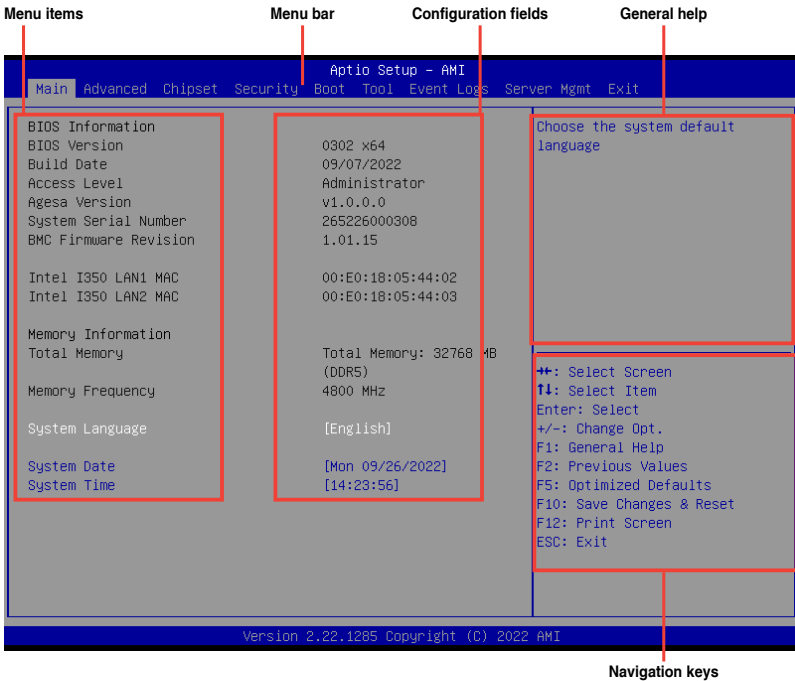 Menu items Menu bar Configuration fields General help
Aptio Setup – AMI
Main Advanced Chipset Security Boot Tool Event Logs Server Mgmt Exit
BIOS Information
BIOS Version 0302 x64
Build Date 09/07/2022
Access Level Administrator
Agesa Version v1.0.0.0
System Serial Number 265226000308
BMC Firmware Revision 1.01.15
Intel I350 LAN1 MAC 00:E0:18:05:44:02
Intel I350 LAN2 MAC 00:E0:18:05:44:03
Memory Information
Total Memory Total Memory: 32768 MB
(DDR5)
Memory Frequency 4800 MHz
System Language [English]
System Date [Mon 09/26/2022]
System Time [14:23:56]
Choose the system default
language
→←: Select Screen
↑↓: Select Item
Enter: Select
+/-: Change Opt.
F1: General Help
F2: Previous Values
F5: Optimized Defaults
F10: Save Changes & Reset
F12: Print Screen
ESC: Exit
Version 2.22.1285 Copyright (C) 2022 AMI
Navigation keys